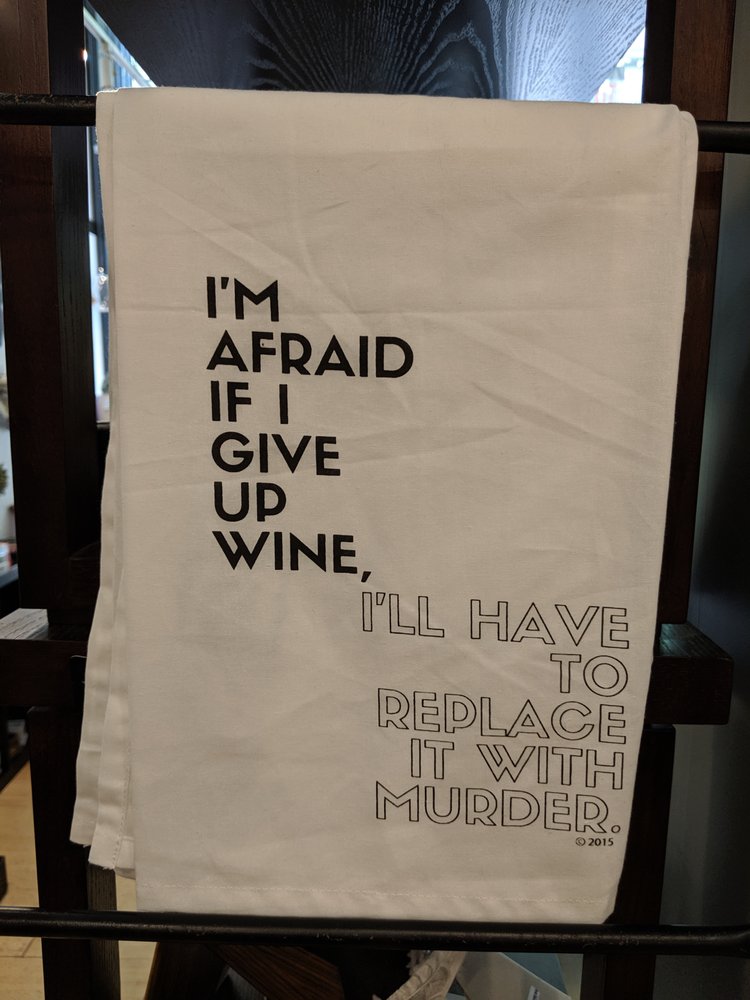 I'M
AFRAID
IF I
GIVE
UP
WINE,
I'LL HAVE
TO
REPLACE
IT WITH
MURDER.
© 2015